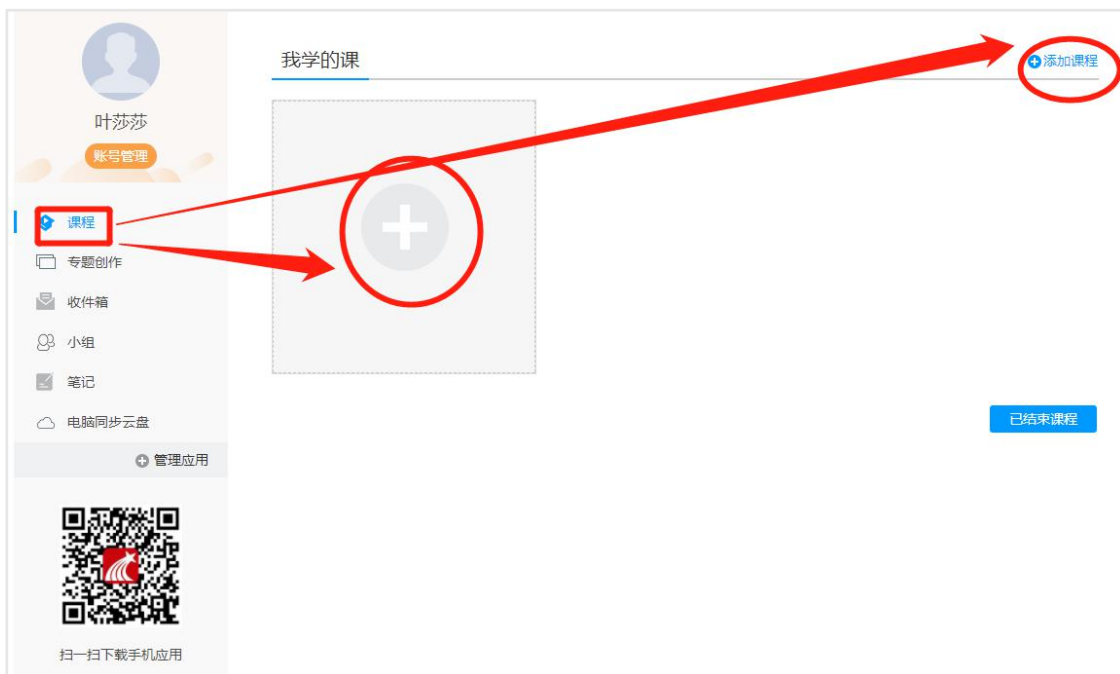 叶莎莎
账号管理
课程
专题创作
收件箱
小组
笔记
电脑同步云盘
管理应用
扫一扫下载手机应用
我学的课
添加课程
已结束课程